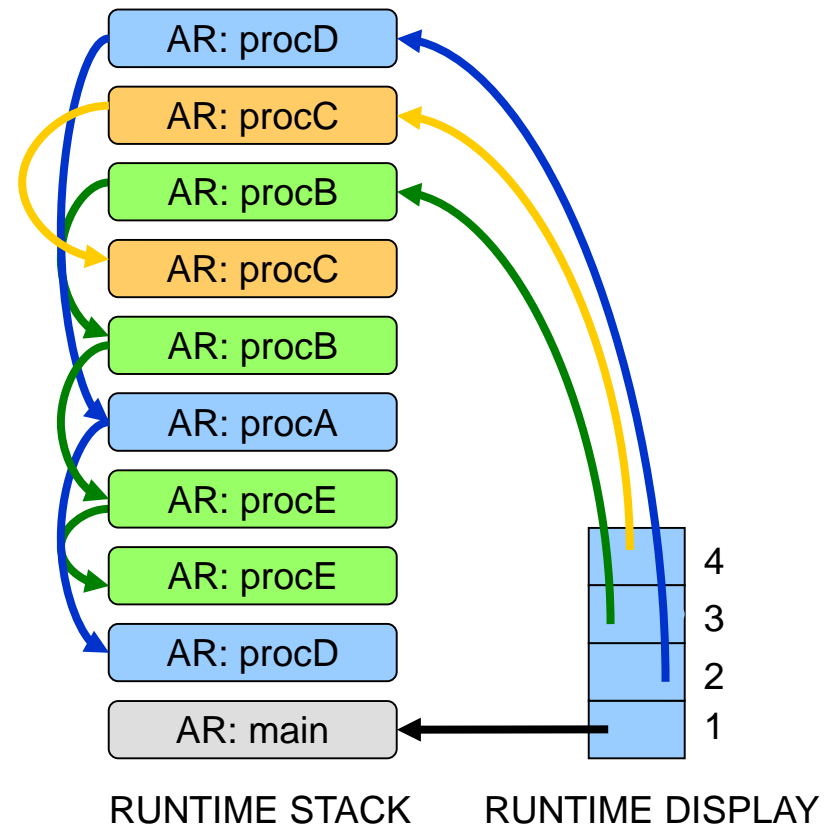 AR: procD
AR: procC
AR: procB
AR: procC
AR: procB
AR: procA
AR: procE
AR: procE
AR: procD
AR: main
4
3
2
1
RUNTIME STACK
RUNTIME DISPLAY